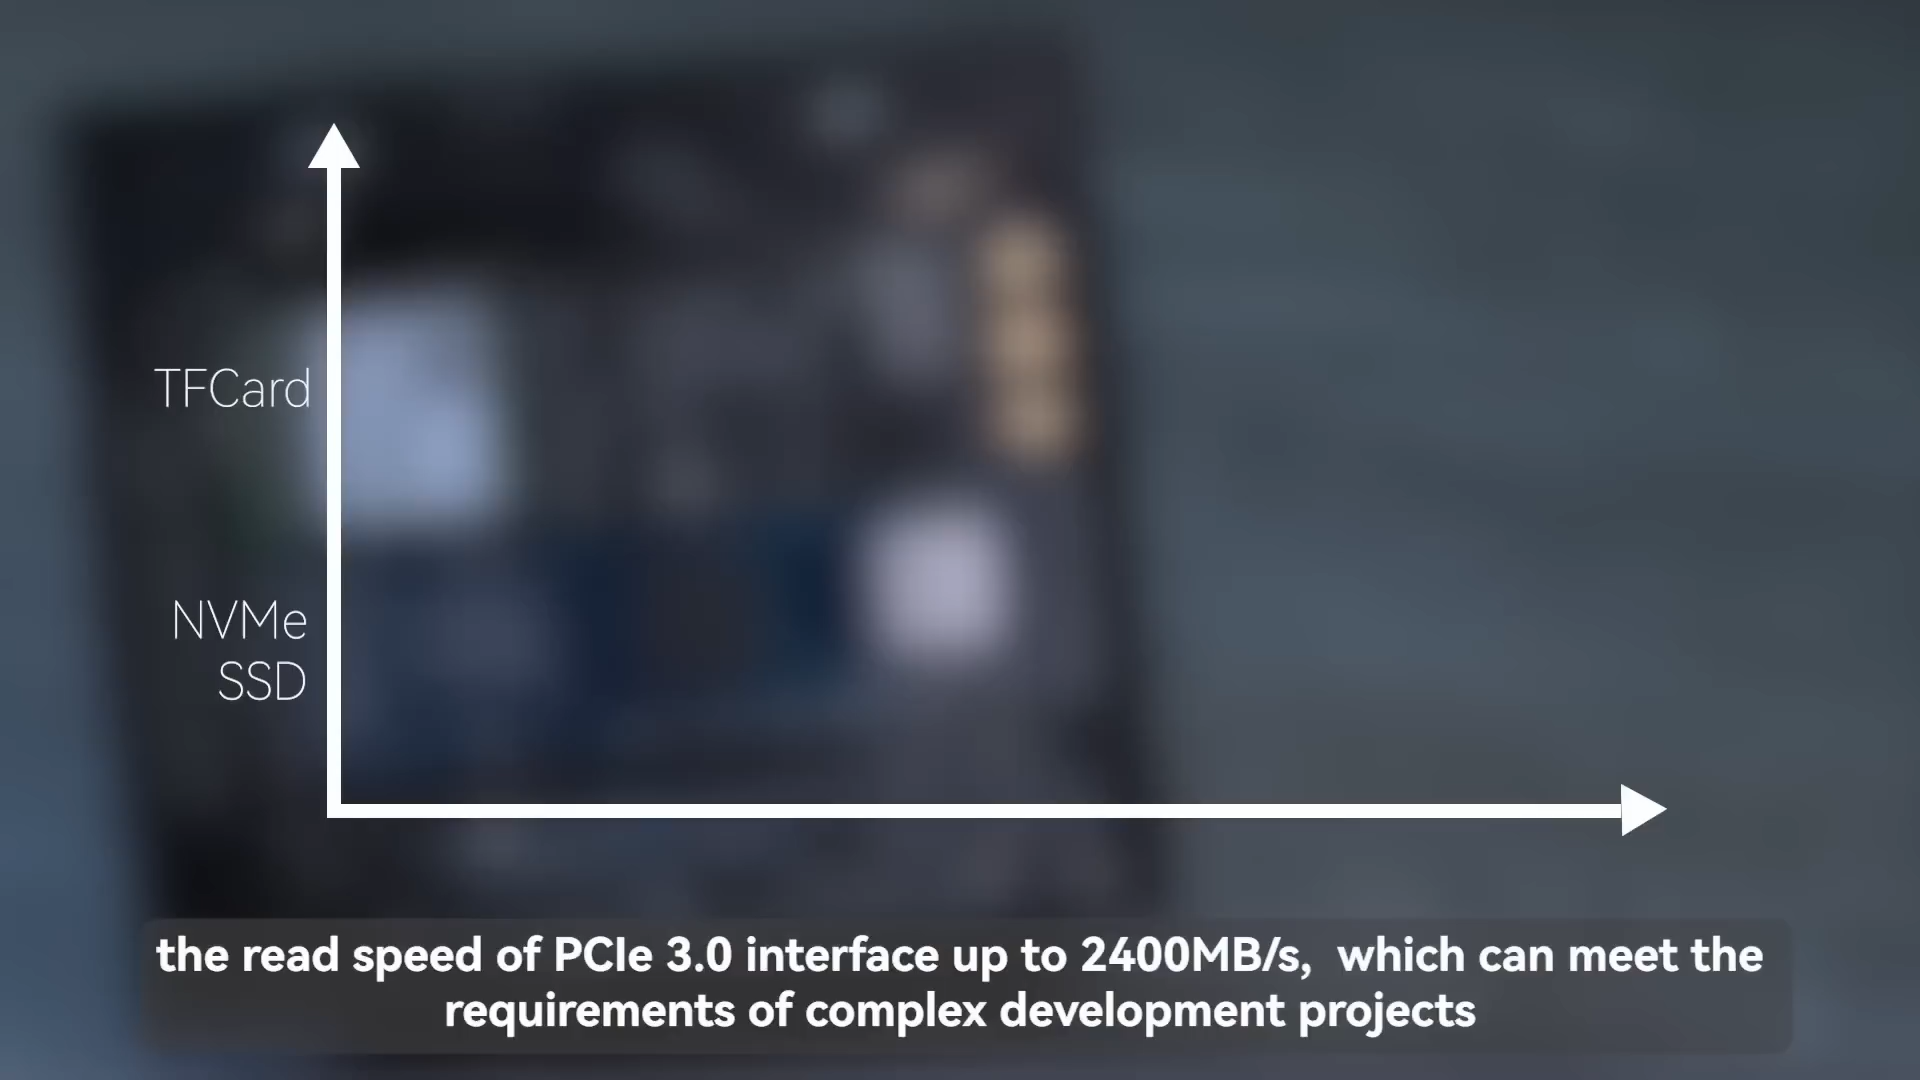 TFCard
NVMe
SSD
the read speed of PCIe 3.0 interface up to 2400MB/s, which can meet the
requirements of complex development projects